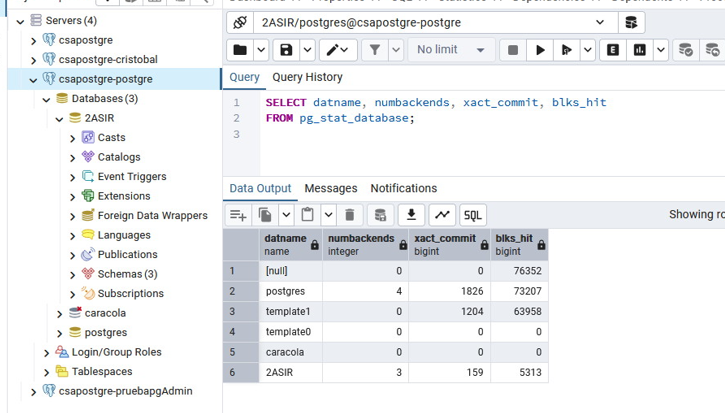 Servers (4)
csapostgre
csapostgre-cristobal
csapostgre-postgre
Databases (3)
2ASIR
Casts
Catalogs
Event Triggers
Extensions
Foreign Data Wrappers
Languages
Publications
Schemas (3)
Subscriptions
caracola
postgres
Login/Group Roles
Tablespaces
csapostgre-pruebapgAdmin
2ASIR/postgres@csapostgre-postgre
No limit
E
Query Query History
1 SELECT datname, numbackends, xact_commit, blks_hit
2 FROM pg_stat_database;
3
Data Output Messages Notifications
SQL
Showing ro
datname numbackends xact_commit blks_hit
name integer bigint bigint
1 [null] 0 0 76352
2 postgres 4 1826 73207
3 template1 0 1204 63958
4 template0 0 0 0
5 caracola 0 0 0
6 2ASIR 3 159 5313